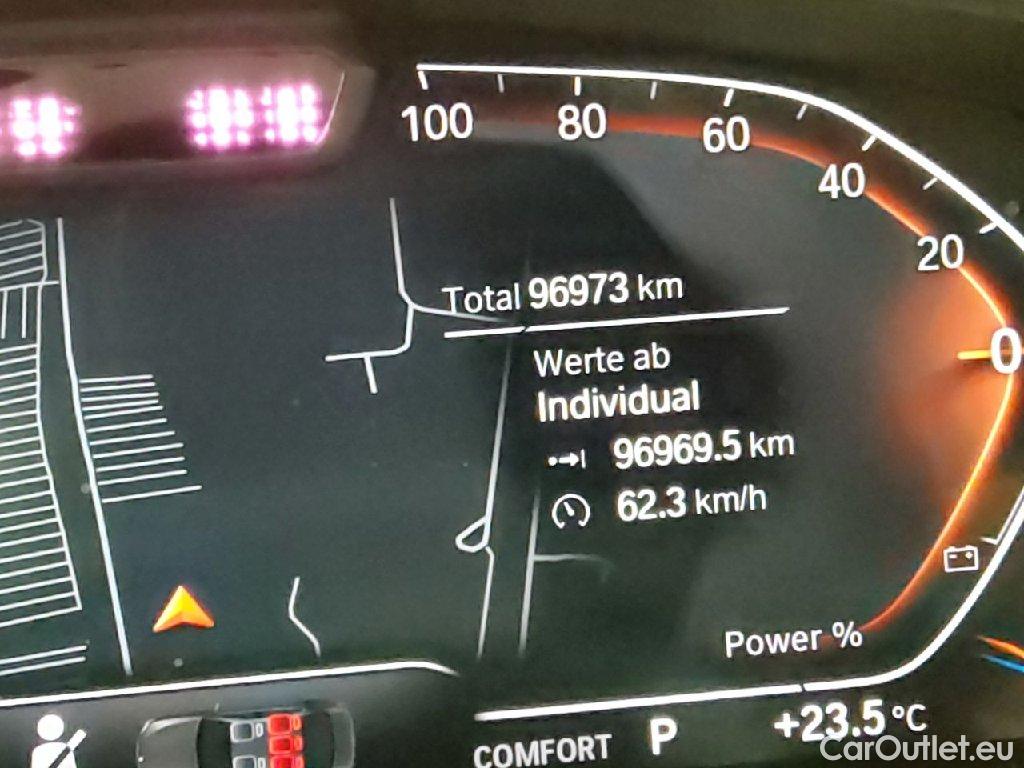 100 80 60 40 20 0
Total 96973 km
Werte ab
Individual
96969.5 km
62.3 km/h
Power %
COMFORT P +23.5 °C
CarOutlet.eu